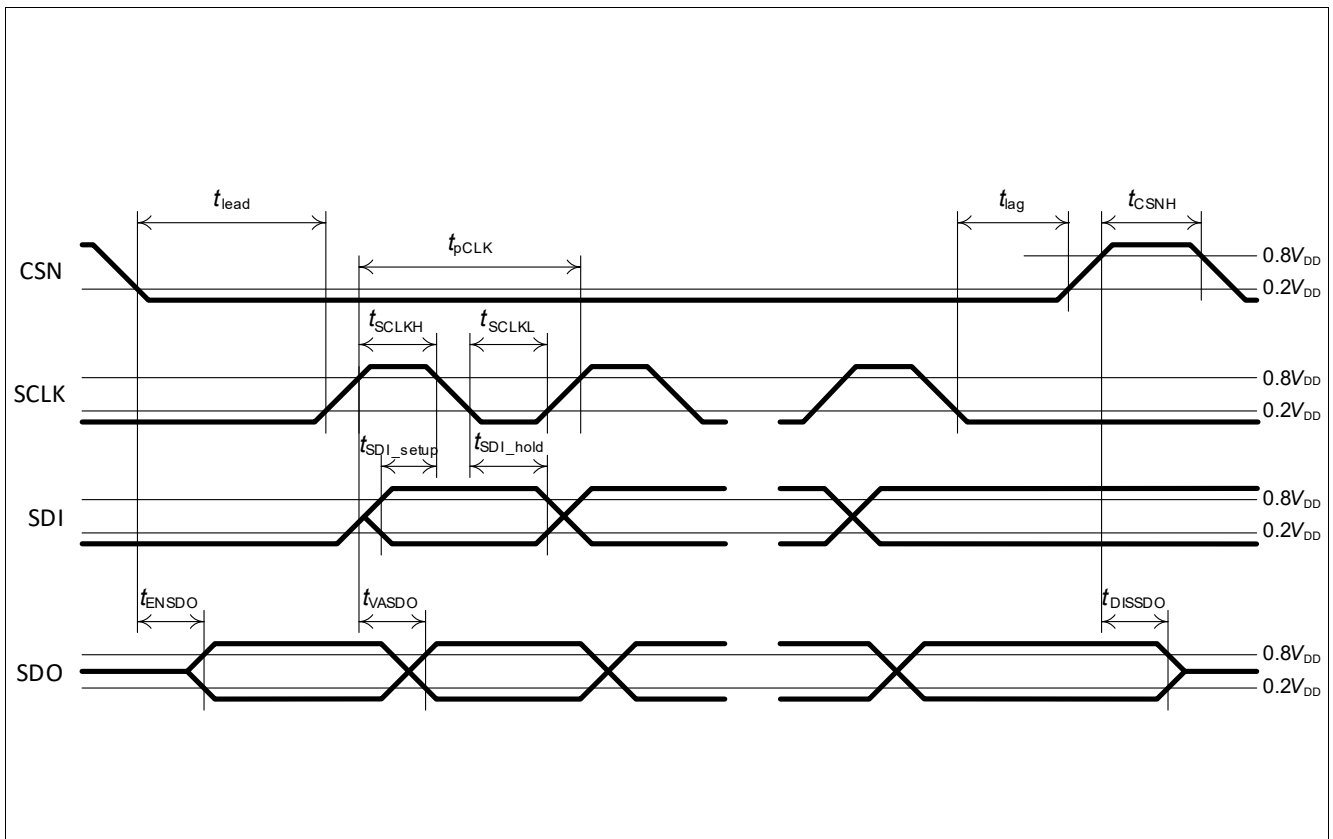 tlead
tlag
tCSNH
tpCLK
CSN
0.8VDD
0.2VDD
tSCLKH
tSCLKL
SCLK
0.8VDD
0.2VDD
tSDI_setup
tSDI_hold
SDI
0.8VDD
0.2VDD
tENSDO
tVASDO
tDISSDO
SDO
0.8VDD
0.2VDD